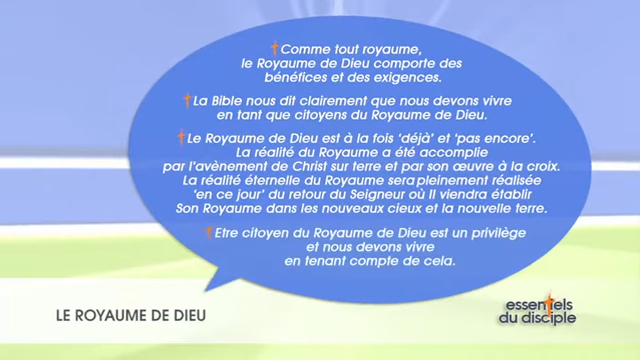 Comme tout royaume,
le Royaume de Dieu comporte des
bénéfices et des exigences.
La Bible nous dit clairement que nous devons vivre
en tant que citoyens du Royaume de Dieu.
Le Royaume de Dieu est à la fois ‘déjà’ et ‘pas encore’.
La réalité du Royaume a été accomplie
par l’avènement de Christ sur terre et par son œuvre à la croix.
La réalité éternelle du Royaume sera pleinement réalisée
‘en ce jour’ du retour du Seigneur où Il viendra établir
Son Royaume dans les nouveaux cieux et la nouvelle terre.
Etre citoyen du Royaume de Dieu est un privilège
et nous devons vivre
en tenant compte de cela.
LE ROYAUME DE DIEU
essentiels
du disciple